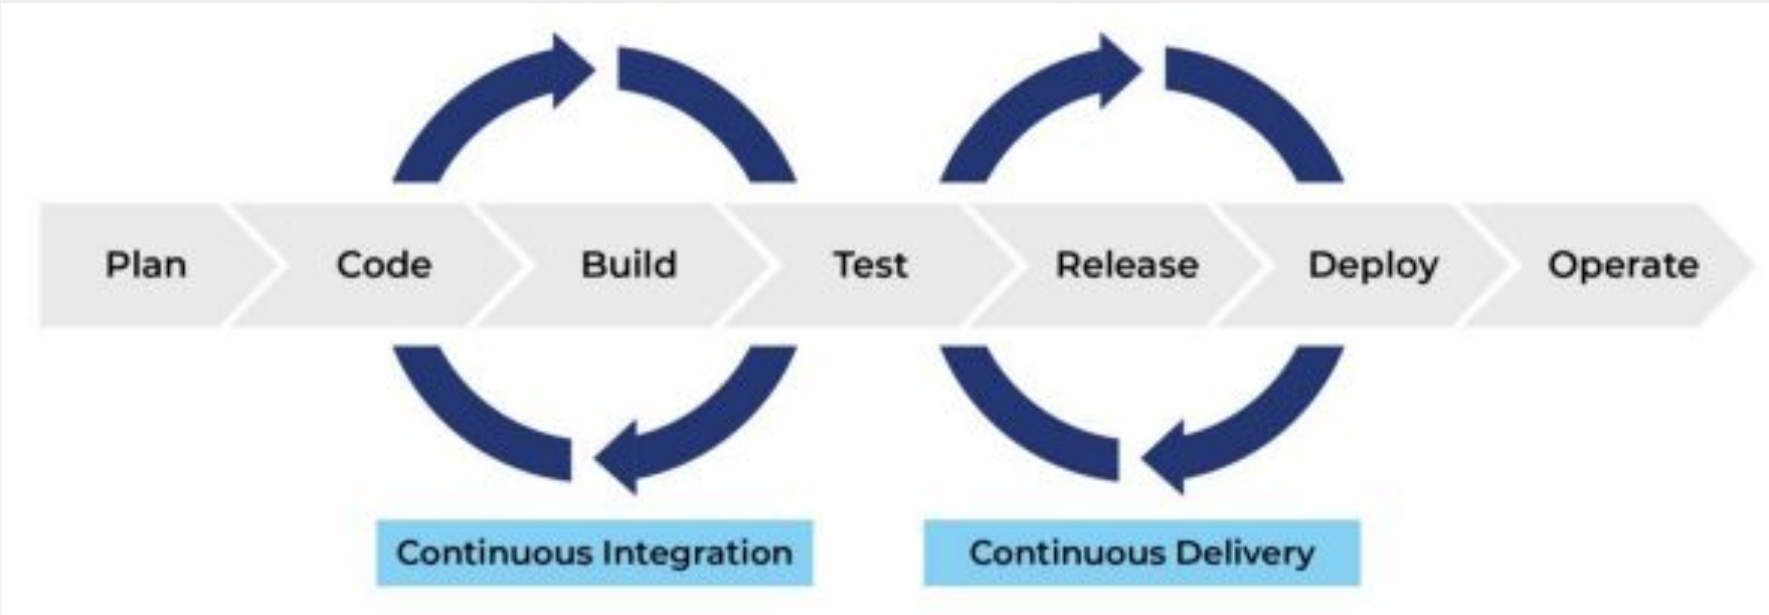 Plan Code Build Test Release Deploy Operate
Continuous Integration Continuous Delivery